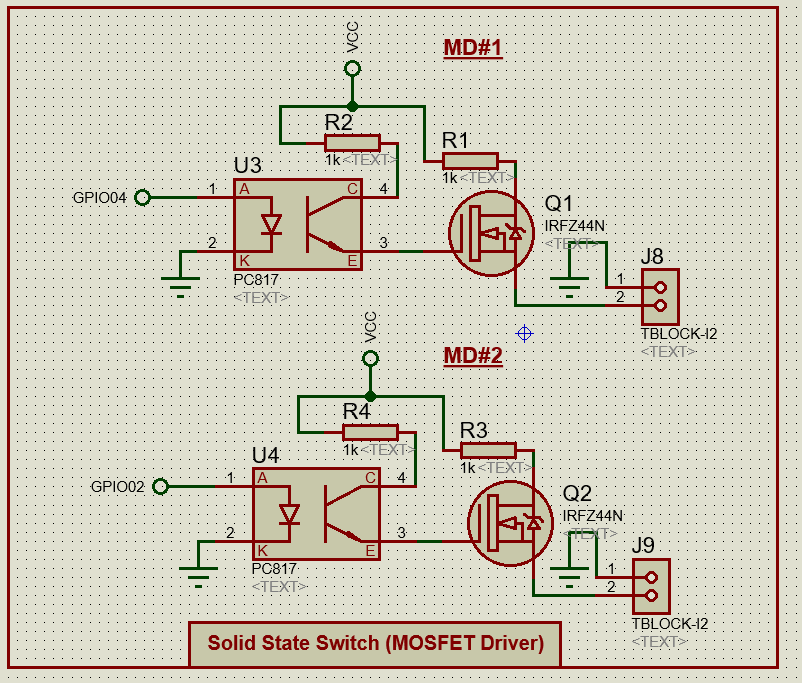 VCC
MD#1
R2
1k <TEXT>
R1
1k <TEXT>
U3
GPIO04
1
A
C
4
2
K
E
3
PC817
<TEXT>
Q1
IRFZ44N
<TEXT>
J8
1
2
TBLOCK-I2
<TEXT>
VCC
MD#2
R4
1k <TEXT>
R3
1k <TEXT>
U4
GPIO02
1
A
C
4
2
K
E
3
PC817
<TEXT>
Q2
IRFZ44N
<TEXT>
J9
1
2
TBLOCK-I2
<TEXT>
Solid State Switch (MOSFET Driver)